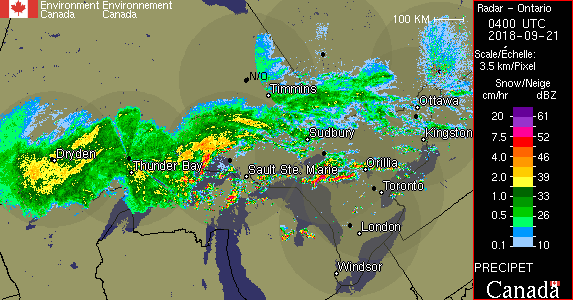 Environment Environnement
Canada Canada
100 KM
N/O
Timmins
Ottawa
Sudbury
Kingston
Dryden
Thunder Bay
Sault Ste. Marie
Orillia
Toronto
London
Windsor
Radar - Ontario
0400 UTC
2018-09-21
Scale/Échelle:
3.5 km/Pixel
Snow/Neige
cm/hr dBZ
20 61
7.5 52
4.0 46
2.0 39
1.0 33
0.5 26
0.1 10
PRECIPET
Canada